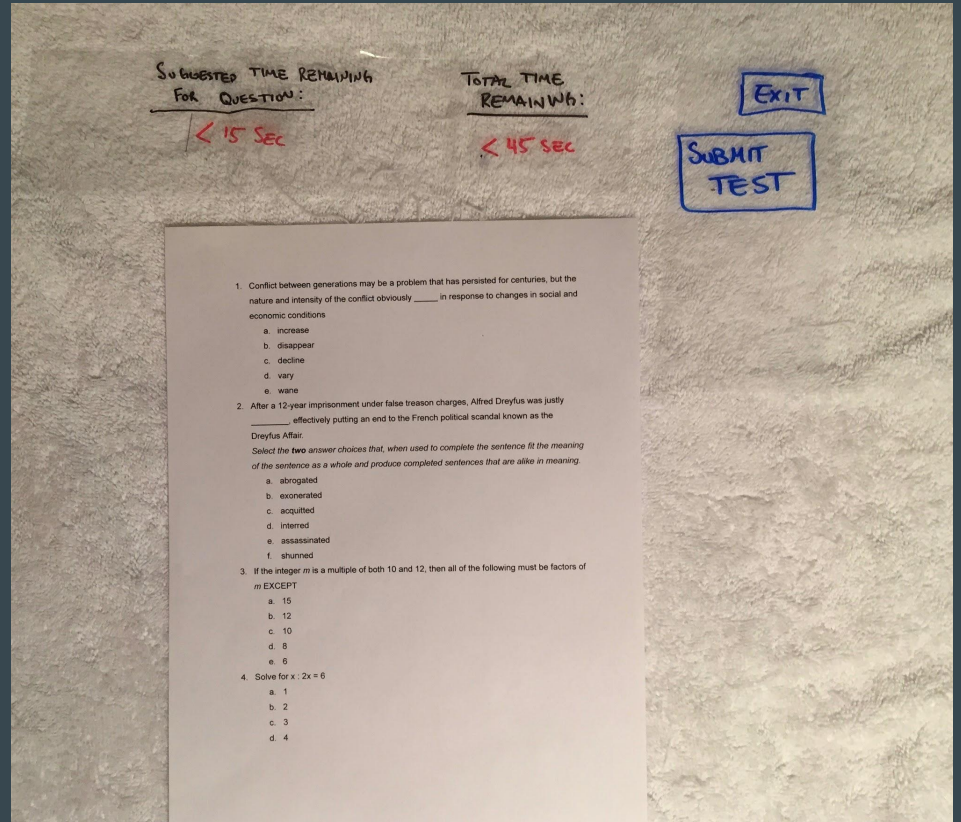 SUGGESTED TIME REMAINING
FOR QUESTION:
< 15 SEC
TOTAL TIME
REMAINING:
< 45 SEC
EXIT
SUBMIT
TEST
1. Conflict between generations may be a problem that has persisted for centuries, but the
nature and intensity of the conflict obviously _____ in response to changes in social and
economic conditions
a. increase
b. disappear
c. decline
d. vary
e. wane
2. After a 12-year imprisonment under false treason charges, Alfred Dreyfus was justly
________, effectively putting an end to the French political scandal known as the
Dreyfus Affair.
Select the two answer choices that, when used to complete the sentence fit the meaning
of the sentence as a whole and produce completed sentences that are alike in meaning.
a. abrogated
b. exonerated
c. acquitted
d. interred
e. assassinated
f. shunned
3. If the integer m is a multiple of both 10 and 12, then all of the following must be factors of
m EXCEPT
a. 15
b. 12
c. 10
d. 8
e. 6
4. Solve for x : 2x = 6
a. 1
b. 2
c. 3
d. 4